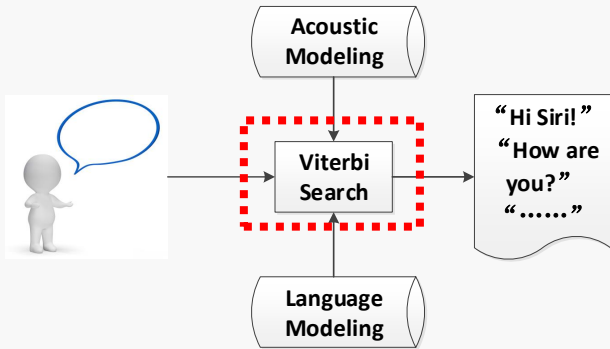 Acoustic
Modeling
“Hi Siri!”
“How are
you?”
“……”
Viterbi
Search
Language
Modeling